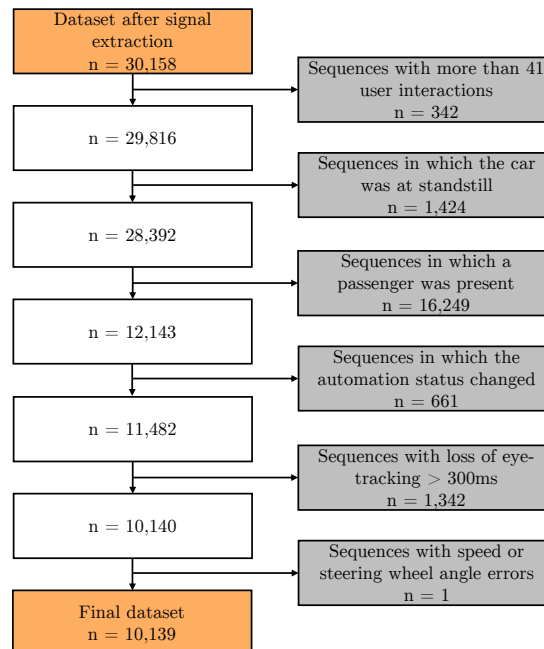 Dataset after signal
extraction
n = 30,158
Sequences with more than 41
user interactions
n = 342
n = 29,816
Sequences in which the car
was at standstill
n = 1,424
n = 28,392
Sequences in which a
passenger was present
n = 16,249
n = 12,143
Sequences in which the
automation status changed
n = 661
n = 11,482
Sequences with loss of eye-
tracking > 300ms
n = 1,342
n = 10,140
Sequences with speed or
steering wheel angle errors
n = 1
Final dataset
n = 10,139